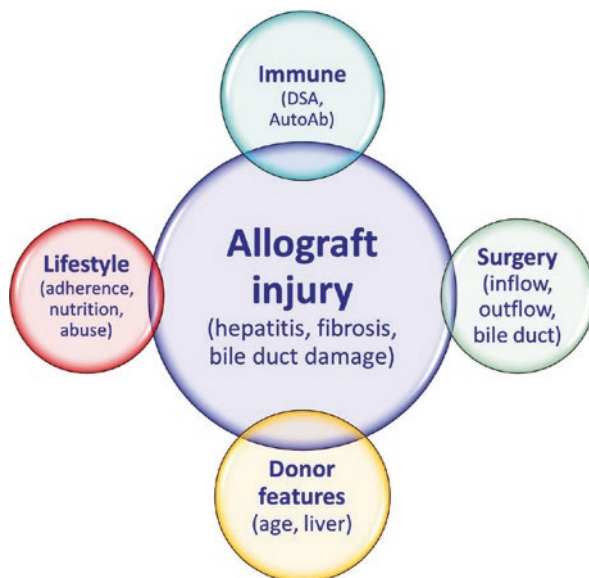 Immune
(DSA,
AutoAb)
Lifestyle
(adherence,
nutrition,
abuse)
Allograft
injury
(hepatitis, fibrosis,
bile duct damage)
Surgery
(inflow,
outflow,
bile duct)
Donor
features
(age, liver)